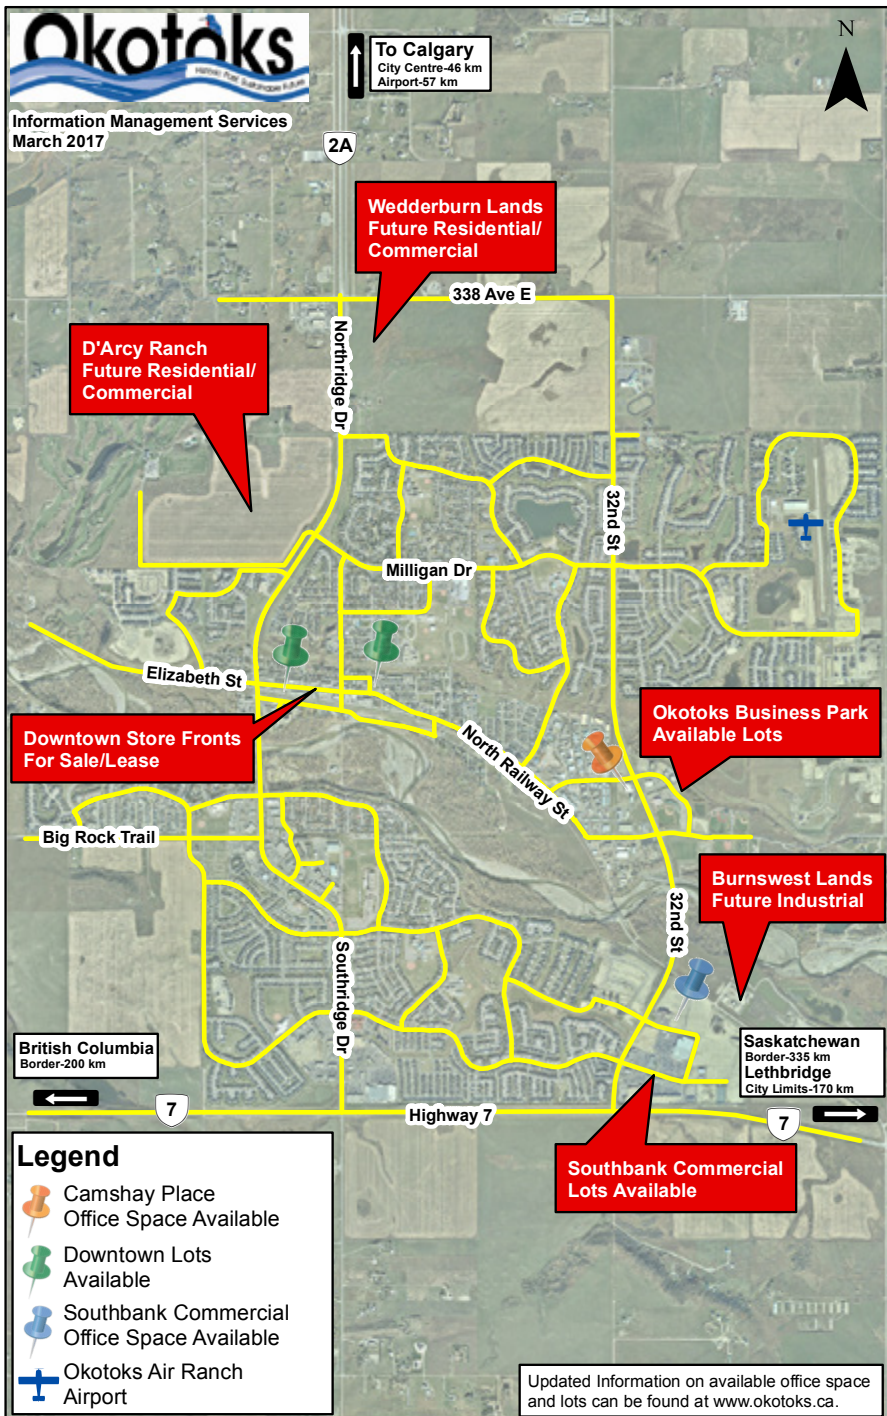 Okotoks
Historic Past, Sustainable Future
Information Management Services
March 2017
To Calgary
City Centre-46 km
Airport-57 km
N
2A
Wedderburn Lands
Future Residential/
Commercial
338 Ave E
Northridge Dr
D'Arcy Ranch
Future Residential/
Commercial
32nd St
Milligan Dr
Elizabeth St
Okotoks Business Park
Available Lots
Downtown Store Fronts
For Sale/Lease
North Railway St
Big Rock Trail
Burnswest Lands
Future Industrial
32nd St
Southridge Dr
British Columbia
Border-200 km
Saskatchewan
Border-335 km
Lethbridge
City Limits-170 km
7
Highway 7
7
Southbank Commercial
Lots Available
Legend
Camshay Place
Office Space Available
Downtown Lots
Available
Southbank Commercial
Office Space Available
Okotoks Air Ranch
Airport
Updated Information on available office space
and lots can be found at www.okotoks.ca.